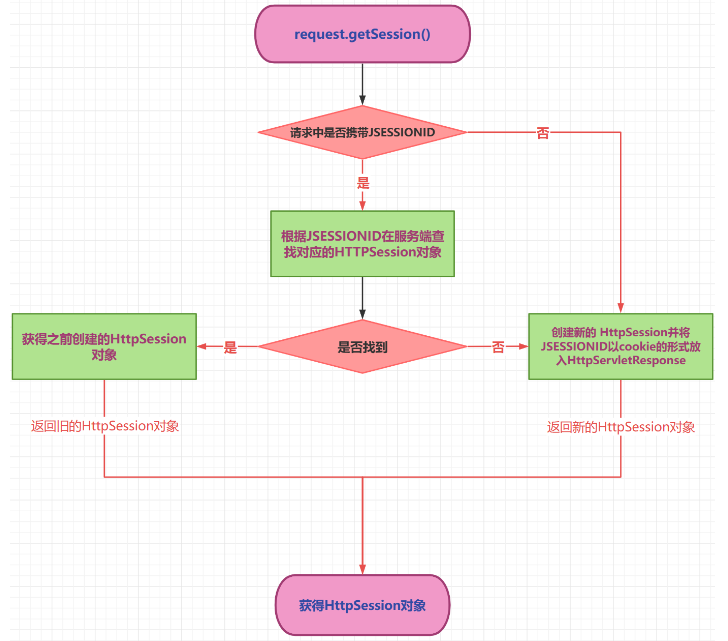 request.getSession()
请求中是否携带JSESSIONID
否
是
根据JSESSIONID在服务端查
找对应的HTTPSession对象
获得之前创建的HttpSession
对象
是
是否找到
否
创建新的 HttpSession并将
JSESSIONID以cookie的形式放
入HttpServletResponse
返回旧的HttpSession对象
返回新的HttpSession对象
获得HttpSession对象